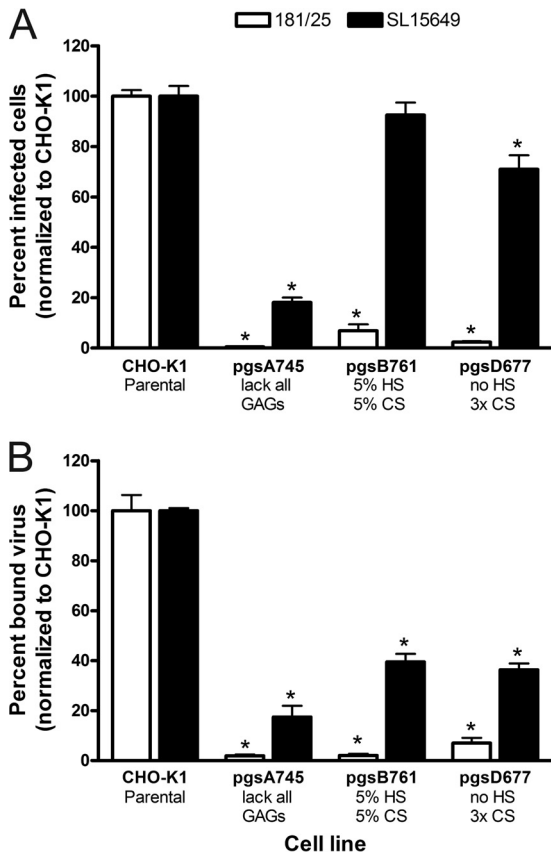 A
181/25
SL15649
Percent infected cells
(normalized to CHO-K1)
120
100
80
60
40
20
0
*
*
*
*
*
CHO-K1
Parental
pgsA745
lack all
GAGs
pgsB761
5% HS
5% CS
pgsD677
no HS
3x CS
B
Percent bound virus
(normalized to CHO-K1)
120
100
80
60
40
20
0
*
*
*
*
*
*
CHO-K1
Parental
pgsA745
lack all
GAGs
pgsB761
5% HS
5% CS
pgsD677
no HS
3x CS
Cell line